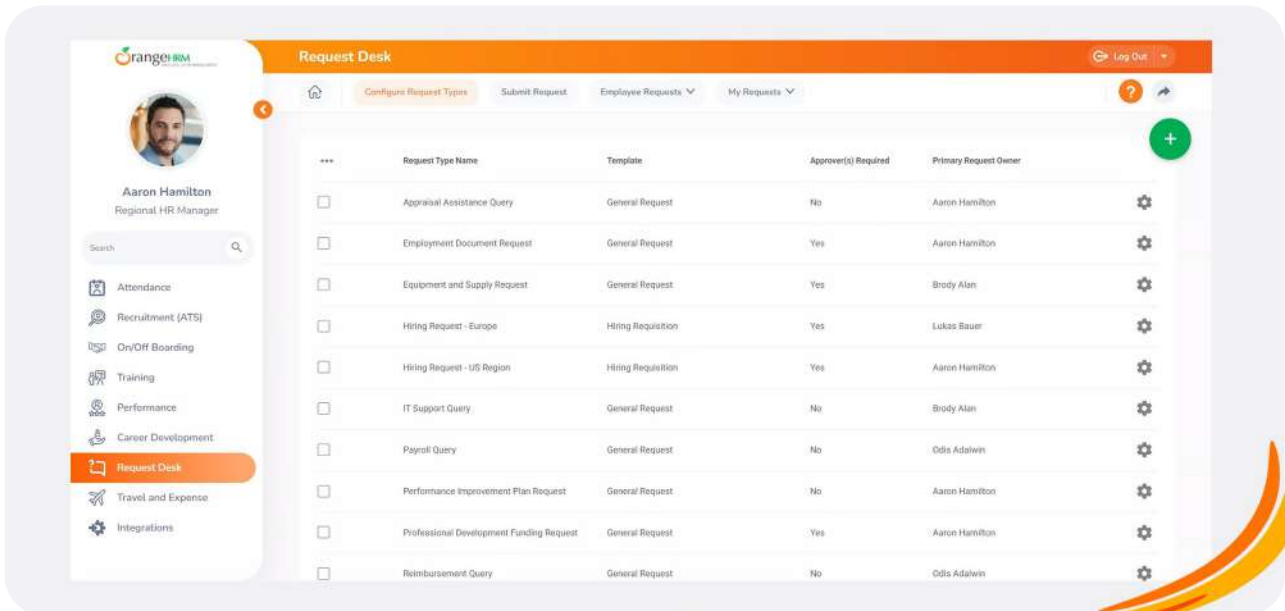 OrangeHRM
Request Desk
Log Out
Configure Request Types
Submit Request
Employee Requests
My Requests
?
+
Aaron Hamilton
Regional HR Manager
Search
Attendance
Recruitment (ATS)
On/Off Boarding
Training
Performance
Career Development
Request Desk
Travel and Expense
Integrations
Request Type Name Template Approver(s) Required Primary Request Owner
Appraisal Assistance Query General Request No Aaron Hamilton
Employment Document Request General Request Yes Aaron Hamilton
Equipment and Supply Request General Request Yes Brody Alan
Hiring Request - Europe Hiring Requisition Yes Lukas Bauer
Hiring Request - US Region Hiring Requisition Yes Aaron Hamilton
IT Support Query General Request No Brody Alan
Payroll Query General Request No Odis Adalwin
Performance Improvement Plan Request General Request No Aaron Hamilton
Professional Development Funding Request General Request Yes Aaron Hamilton
Reimbursement Query General Request No Odis Adalwin